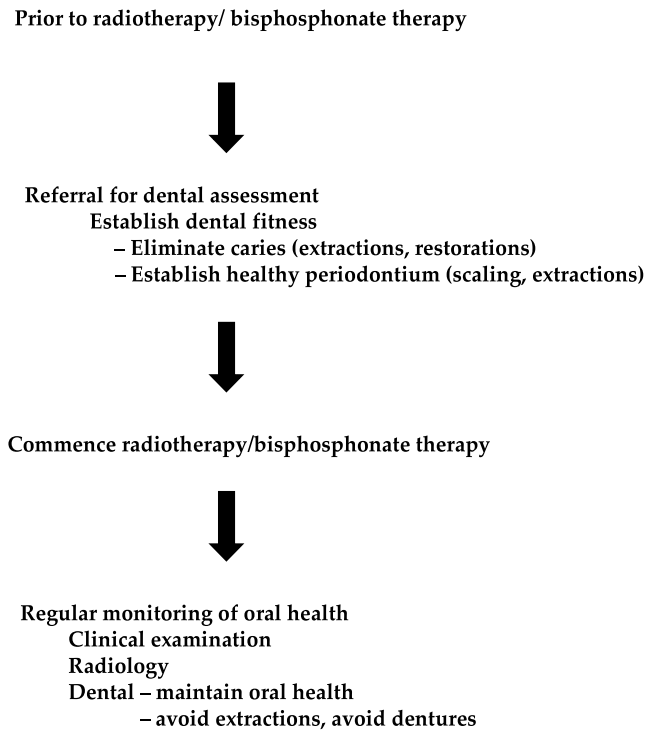 Prior to radiotherapy/ bisphosphonate therapy
Referral for dental assessment
Establish dental fitness
– Eliminate caries (extractions, restorations)
– Establish healthy periodontium (scaling, extractions)
Commence radiotherapy/bisphosphonate therapy
Regular monitoring of oral health
Clinical examination
Radiology
Dental – maintain oral health
– avoid extractions, avoid dentures